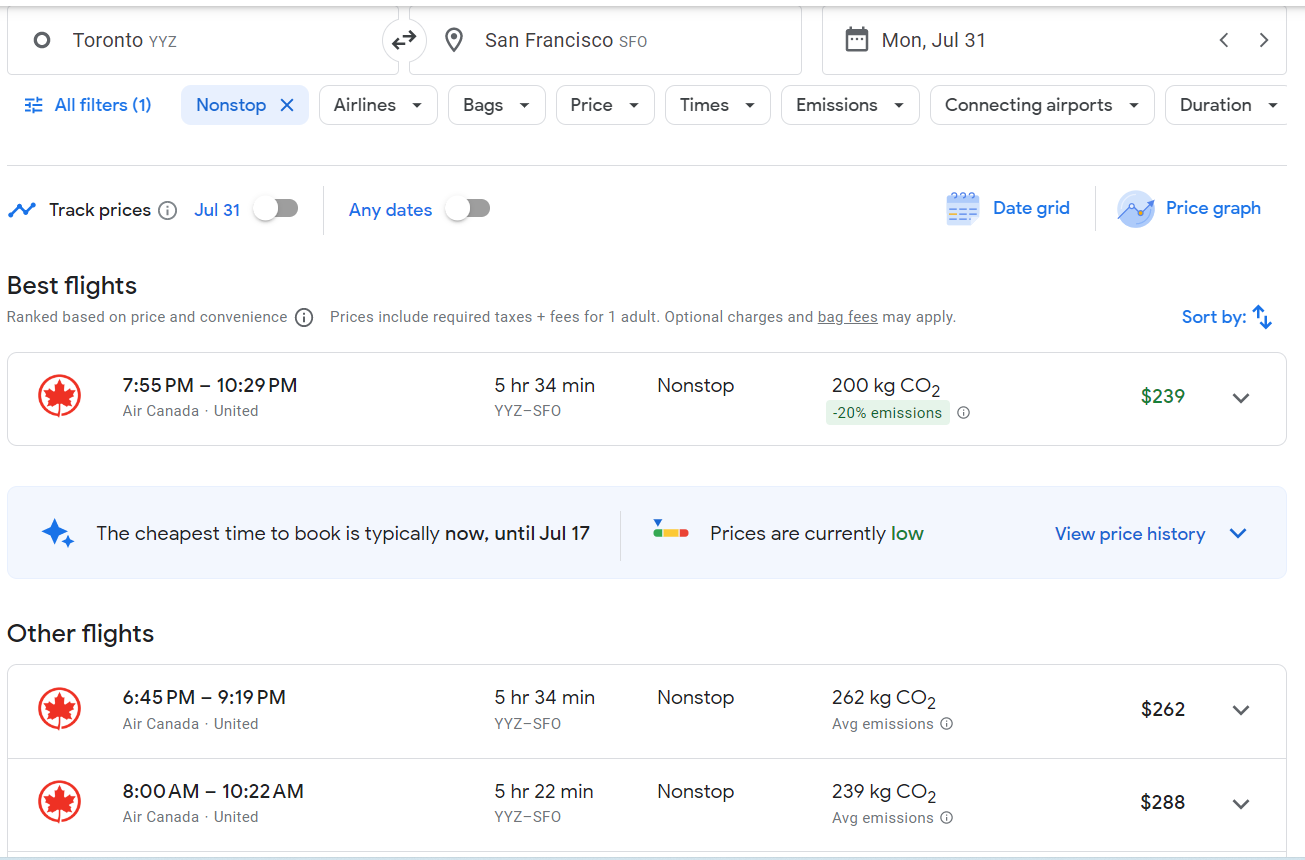 Toronto YYZ San Francisco SFO Mon, Jul 31
All filters (1) Nonstop Airlines Bags Price Times Emissions Connecting airports Duration
Track prices Jul 31 Any dates Date grid Price graph
Best flights
Ranked based on price and convenience Prices include required taxes + fees for 1 adult. Optional charges and bag fees may apply. Sort by:
7:55 PM – 10:29 PM 5 hr 34 min Nonstop 200 kg CO2 $239
Air Canada · United YYZ–SFO -20% emissions
The cheapest time to book is typically now, until Jul 17 Prices are currently low View price history
Other flights
6:45 PM – 9:19 PM 5 hr 34 min Nonstop 262 kg CO2 $262
Air Canada · United YYZ–SFO Avg emissions
8:00 AM – 10:22 AM 5 hr 22 min Nonstop 239 kg CO2 $288
Air Canada · United YYZ–SFO Avg emissions